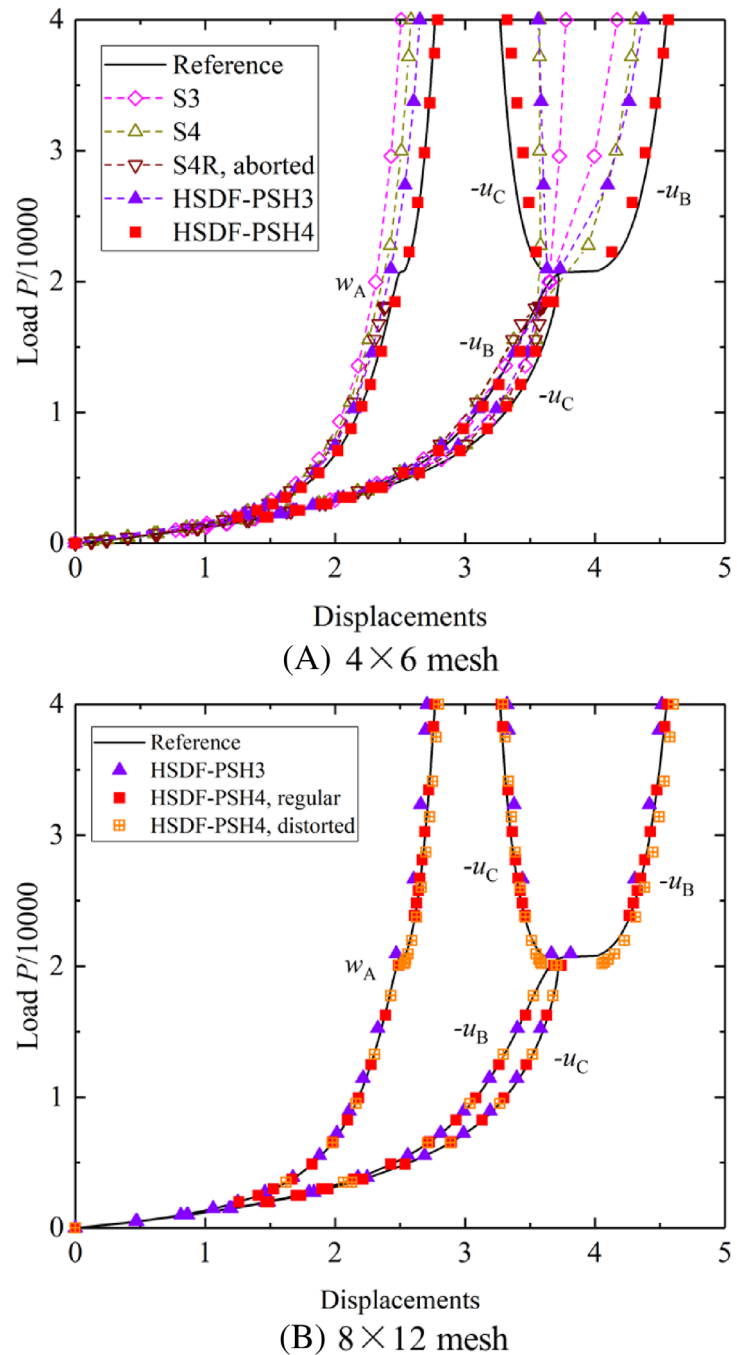 4
3
2
1
0
Load P/10000
Reference
S3
S4
S4R, aborted
HSDF-PSH3
HSDF-PSH4
-uC
-uB
wA
-uB
-uC
0 1 2 3 4 5
Displacements
(A) 4×6 mesh
4
3
2
1
0
Load P/10000
Reference
HSDF-PSH3
HSDF-PSH4, regular
HSDF-PSH4, distorted
-uC
-uB
wA
-uB
-uC
0 1 2 3 4 5
Displacements
(B) 8×12 mesh